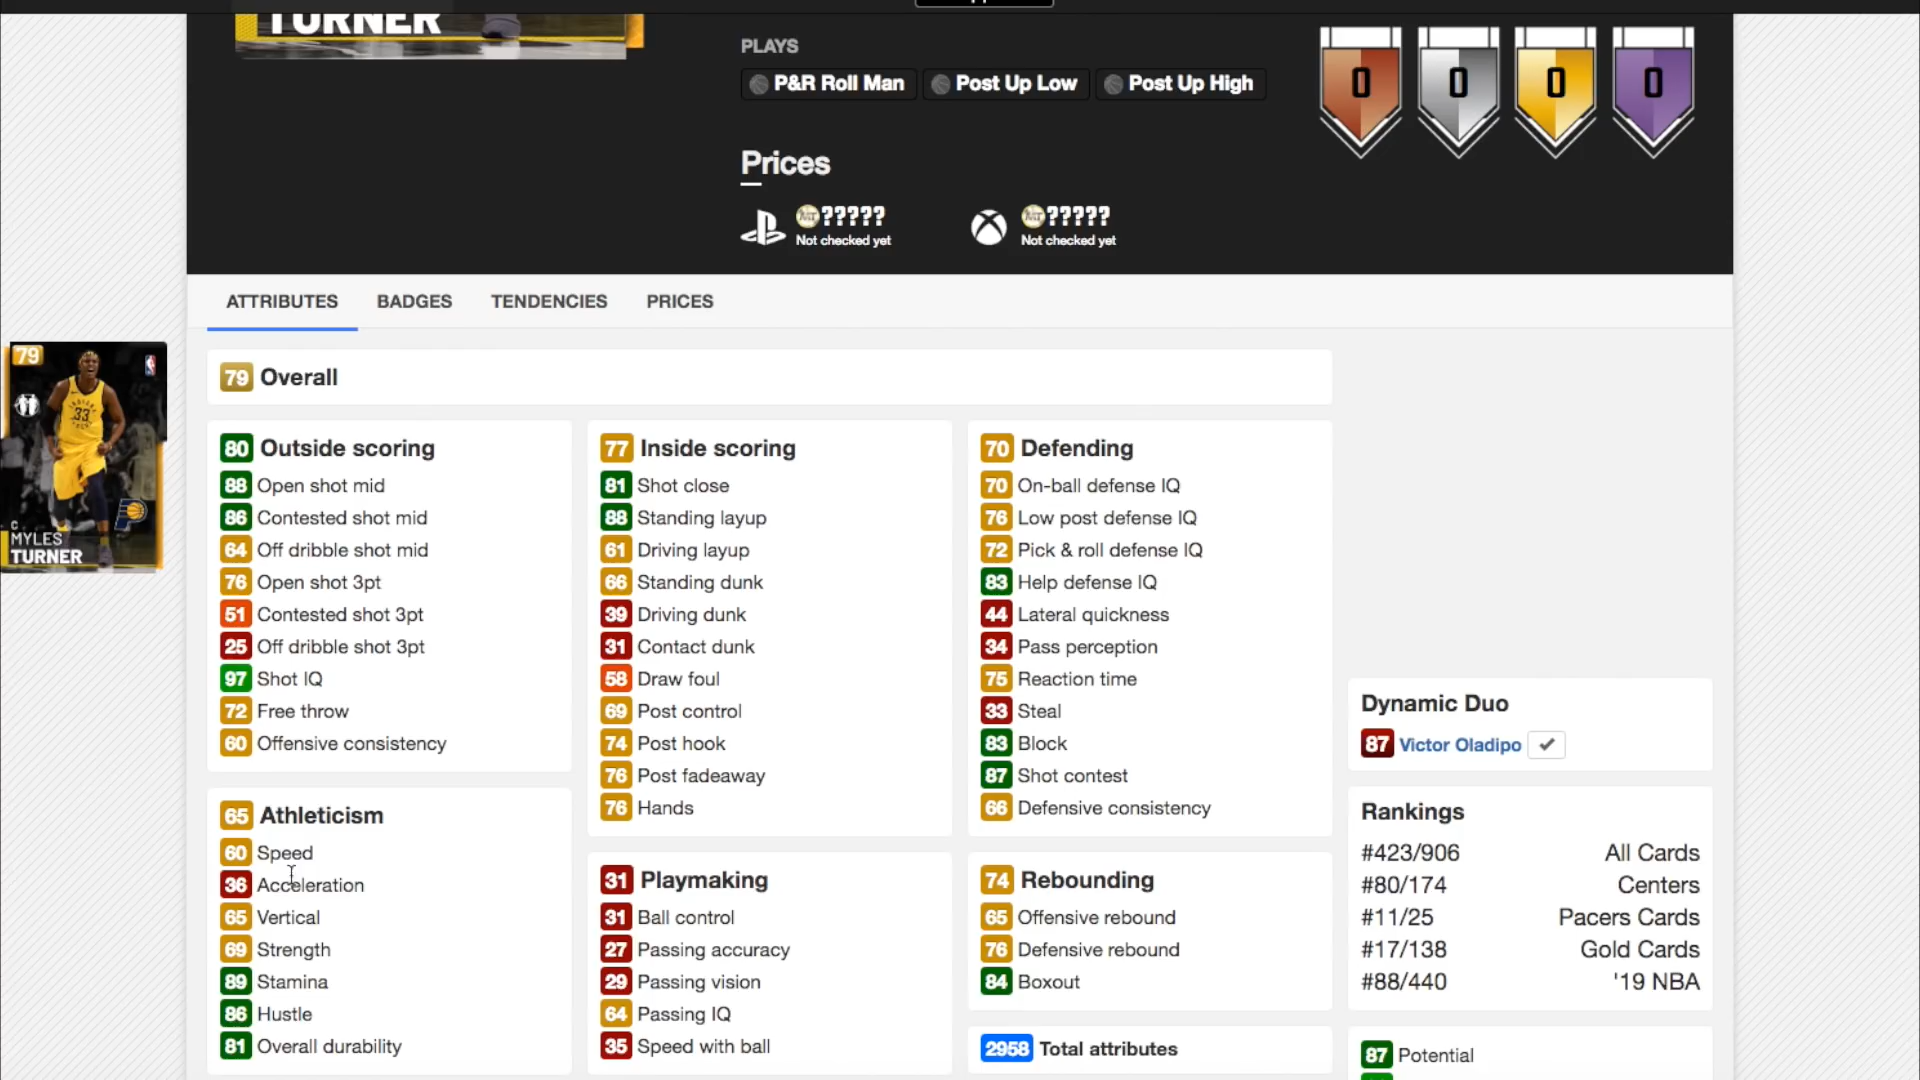 TURNER
PLAYS
P&R Roll Man
Post Up Low
Post Up High
0
0
0
0
Prices
MT ?????
Not checked yet
MT ?????
Not checked yet
ATTRIBUTES
BADGES
TENDENCIES
PRICES
79
33
C
MYLES
TURNER
79 Overall
80 Outside scoring
88 Open shot mid
86 Contested shot mid
64 Off dribble shot mid
76 Open shot 3pt
51 Contested shot 3pt
25 Off dribble shot 3pt
97 Shot IQ
72 Free throw
60 Offensive consistency
65 Athleticism
60 Speed
36 Acceleration
65 Vertical
69 Strength
89 Stamina
86 Hustle
81 Overall durability
77 Inside scoring
81 Shot close
88 Standing layup
61 Driving layup
66 Standing dunk
39 Driving dunk
31 Contact dunk
58 Draw foul
69 Post control
74 Post hook
76 Post fadeaway
76 Hands
31 Playmaking
31 Ball control
27 Passing accuracy
29 Passing vision
64 Passing IQ
35 Speed with ball
70 Defending
70 On-ball defense IQ
76 Low post defense IQ
72 Pick & roll defense IQ
83 Help defense IQ
44 Lateral quickness
34 Pass perception
75 Reaction time
33 Steal
83 Block
87 Shot contest
66 Defensive consistency
74 Rebounding
65 Offensive rebound
76 Defensive rebound
84 Boxout
2958 Total attributes
Dynamic Duo
87 Victor Oladipo
Rankings
#423/906 All Cards
#80/174 Centers
#11/25 Pacers Cards
#17/138 Gold Cards
#88/440 '19 NBA
87 Potential